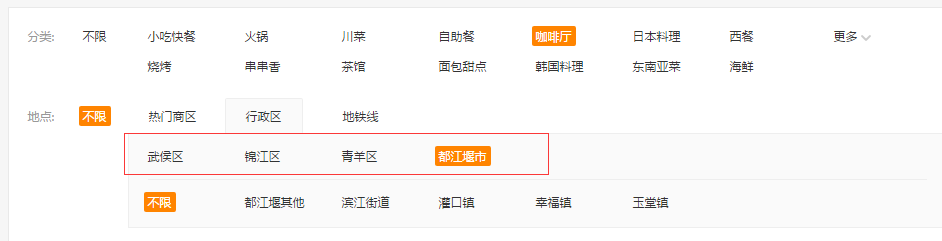 分类: 不限 小吃快餐 火锅 川菜 自助餐 咖啡厅 日本料理 西餐 更多
烧烤 串串香 茶馆 面包甜点 韩国料理 东南亚菜 海鲜
地点: 不限 热门商区 行政区 地铁线
武侯区 锦江区 青羊区 都江堰市
不限 都江堰其他 滨江街道 灌口镇 幸福镇 玉堂镇